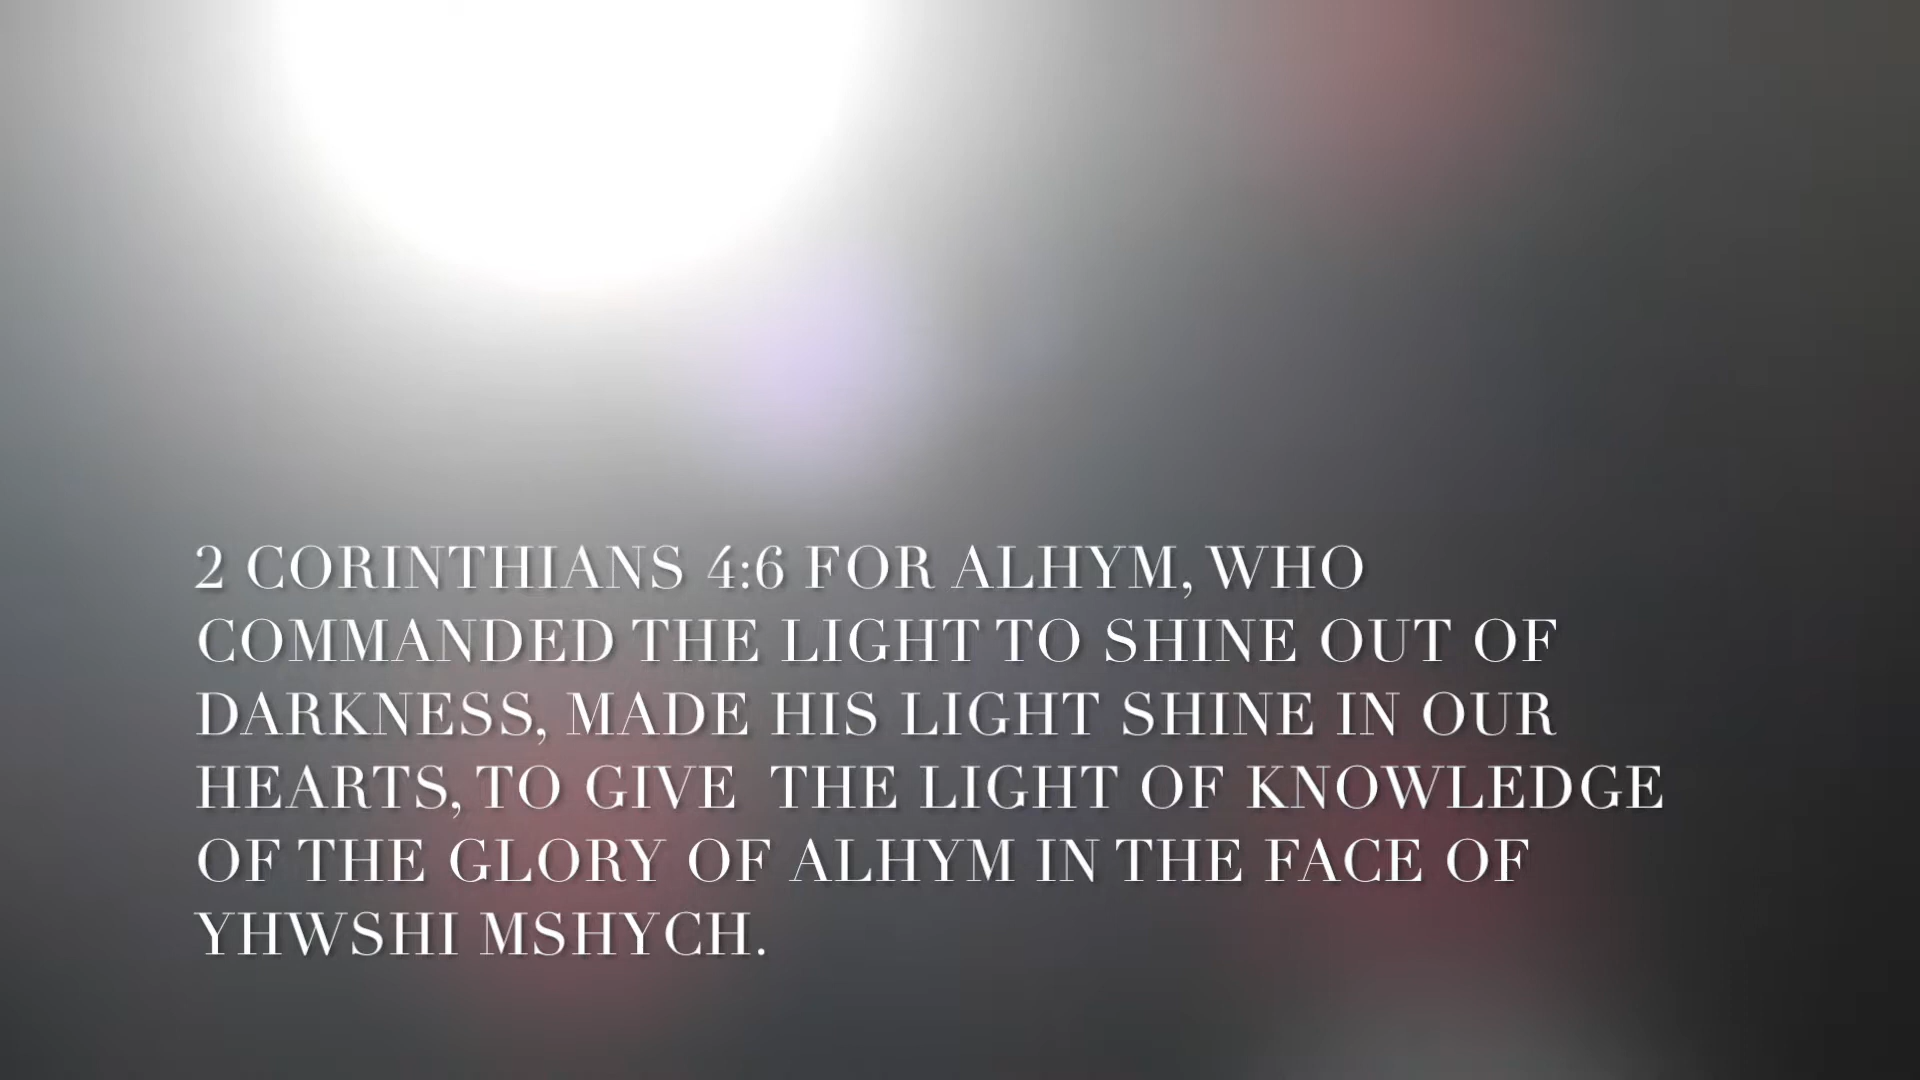 2 CORINTHIANS 4:6 FOR ALHYM, WHO
COMMANDED THE LIGHT TO SHINE OUT OF
DARKNESS, MADE HIS LIGHT SHINE IN OUR
HEARTS, TO GIVE  THE LIGHT OF KNOWLEDGE
OF THE GLORY OF ALHYM IN THE FACE OF
YHWSHI MSHYCH.